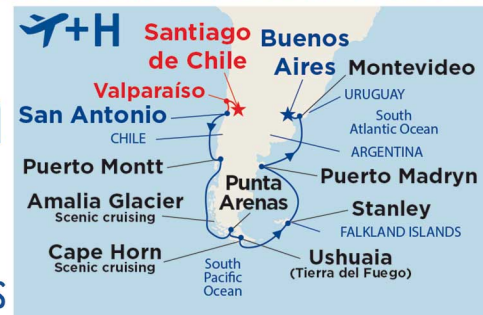 +H
Santiago
de Chile
Buenos
Aires
Valparaíso
Montevideo
San Antonio
URUGUAY
South
Atlantic Ocean
CHILE
ARGENTINA
Puerto Montt
Punta
Arenas
Puerto Madryn
Amalia Glacier
Scenic cruising
Stanley
FALKLAND ISLANDS
Cape Horn
Scenic cruising
South
Pacific
Ocean
Ushuaia
(Tierra del Fuego)
S